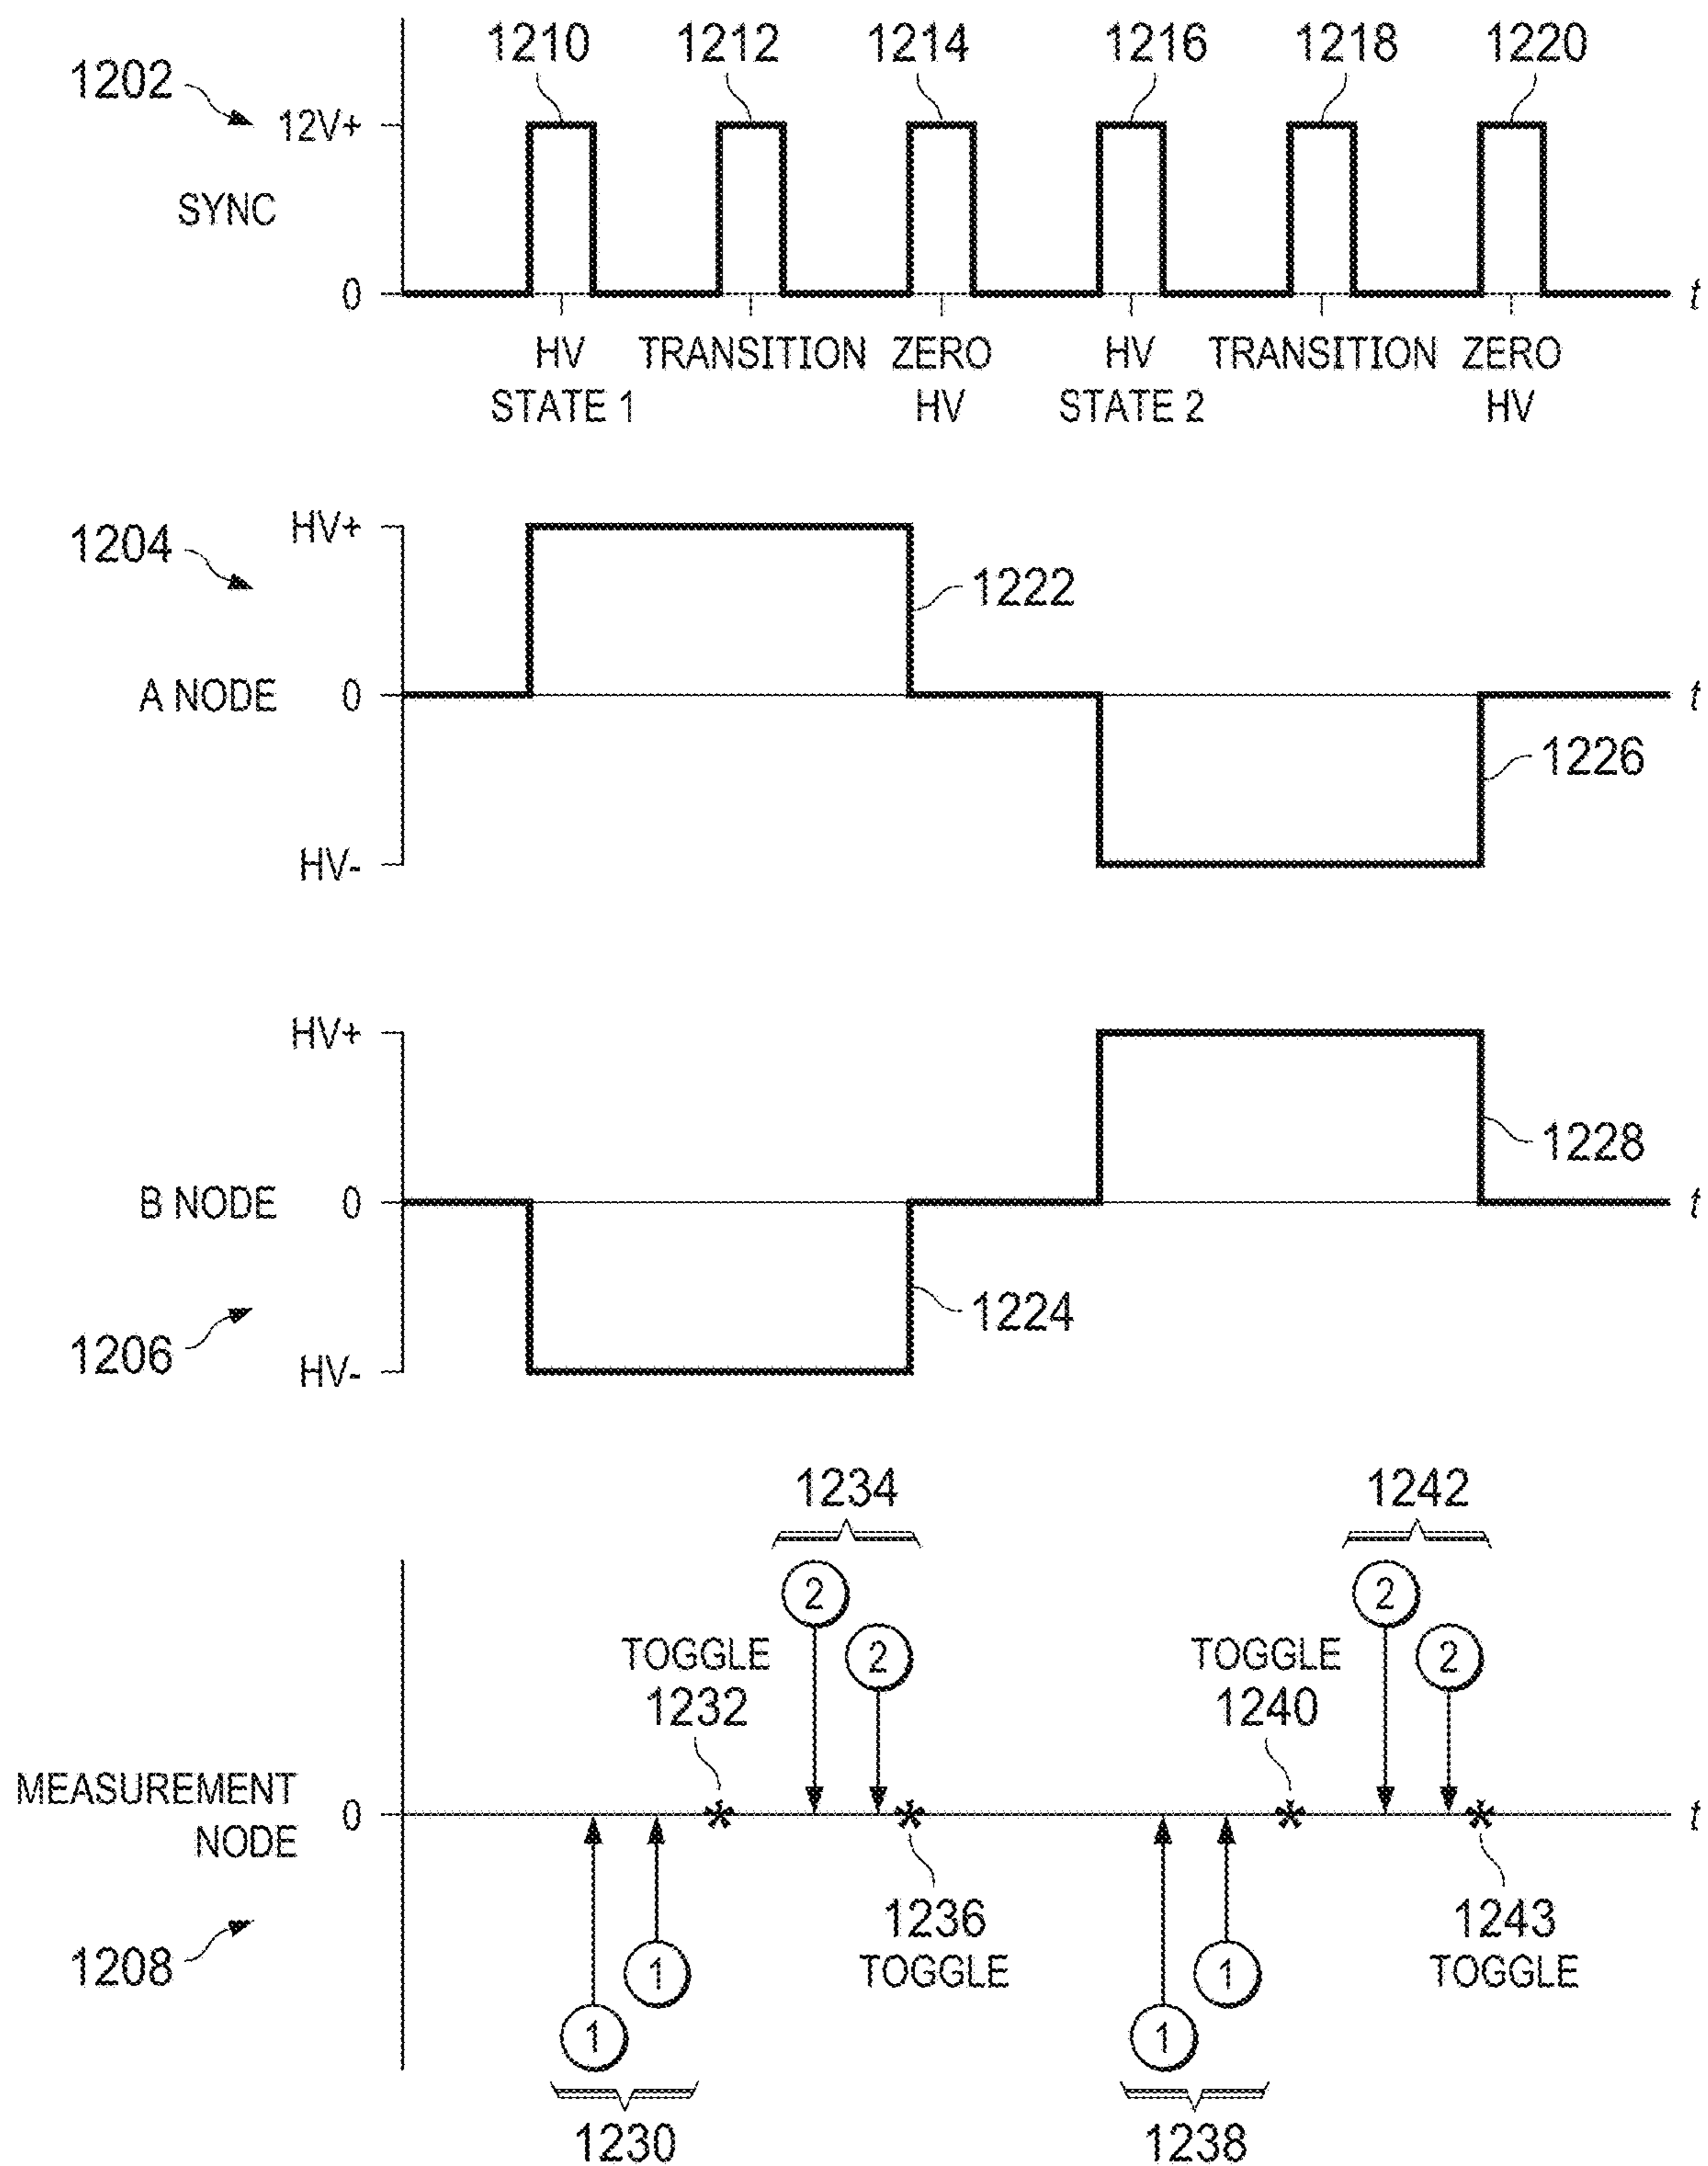 1210 1212 1214 1216 1218 1220
1202
12V+
SYNC
0
t
HV TRANSITION ZERO HV TRANSITION ZERO
STATE 1 HV STATE 2 HV
HV+
1204
1222
A NODE 0 t
1226
HV-
HV+
1228
B NODE 0 t
1224
1206
HV-
1234 1242
2 2
TOGGLE 2 TOGGLE 2
1232 1240
MEASUREMENT
0 * * * * t
NODE
1236 1243
1208 1 TOGGLE 1 TOGGLE
1 1
1230 1238